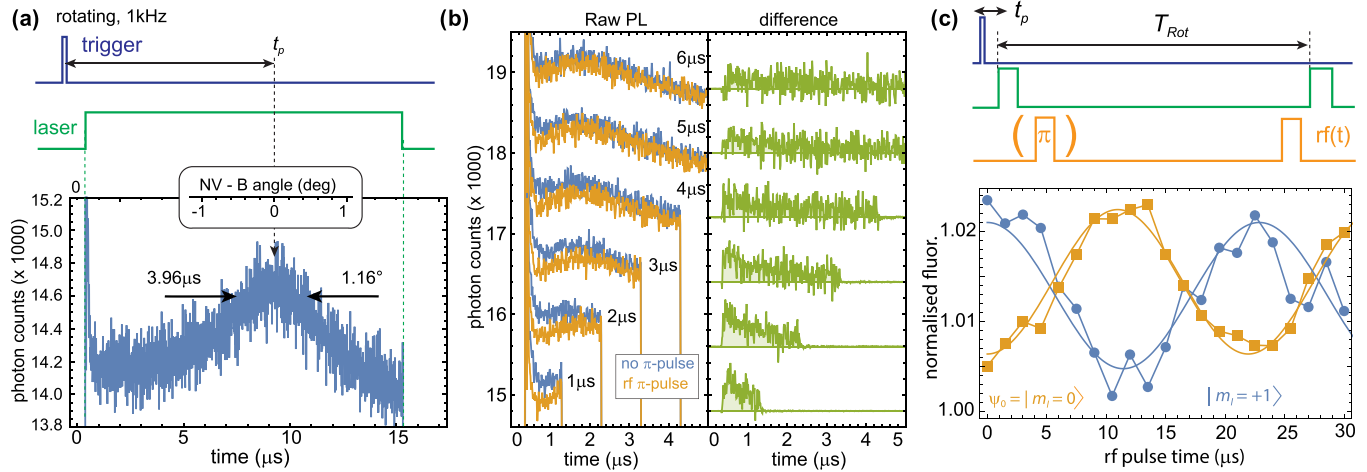 (a)
rotating, 1kHz
trigger
t_p
laser
0
NV - B angle (deg)
-1 0 1
3.96μs
1.16°
15.2
15.0
14.8
14.6
14.4
14.2
14.0
13.8
photon counts (x 1000)
0 5 10 15
time (μs)
(b)
Raw PL
difference
19
18
17
16
15
photon counts (x 1000)
6μs
5μs
4μs
3μs
2μs
1μs
no π-pulse
rf π-pulse
0 1 2 3 4
time (μs)
0 1 2 3 4 5
time (μs)
(c)
t_p
T_Rot
( π )
rf(t)
1.02
1.01
1.00
normalised fluor.
ψ₀ = | m_I = 0 ⟩
| m_I = +1 ⟩
0 5 10 15 20 25 30
rf pulse time (μs)